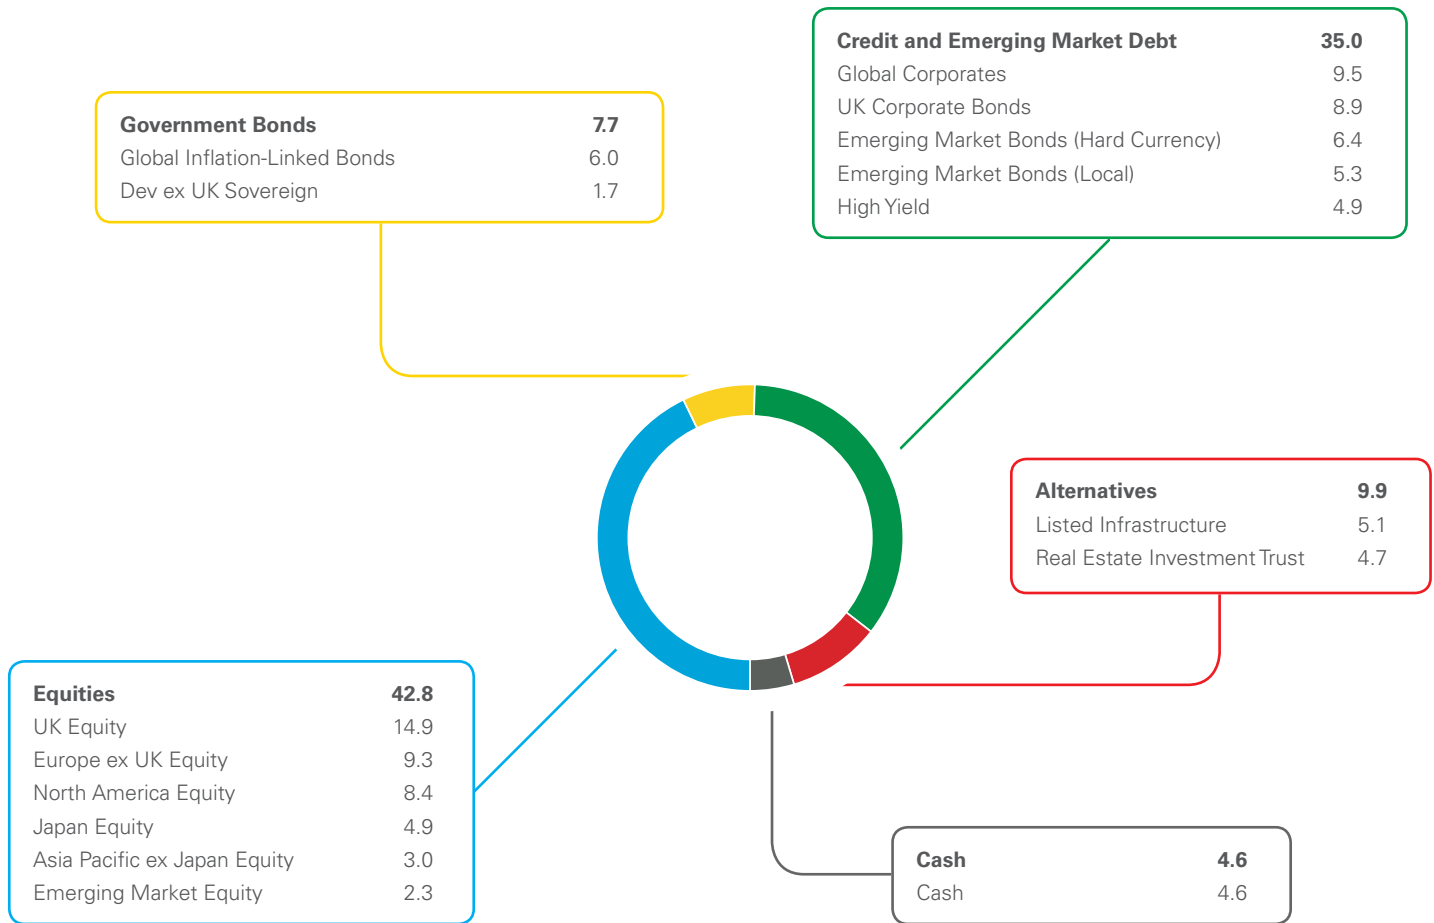 Credit and Emerging Market Debt 35.0
Global Corporates 9.5
UK Corporate Bonds 8.9
Emerging Market Bonds (Hard Currency) 6.4
Emerging Market Bonds (Local) 5.3
High Yield 4.9
Government Bonds 7.7
Global Inflation-Linked Bonds 6.0
Dev ex UK Sovereign 1.7
Alternatives 9.9
Listed Infrastructure 5.1
Real Estate Investment Trust 4.7
Equities 42.8
UK Equity 14.9
Europe ex UK Equity 9.3
North America Equity 8.4
Japan Equity 4.9
Asia Pacific ex Japan Equity 3.0
Emerging Market Equity 2.3
Cash 4.6
Cash 4.6